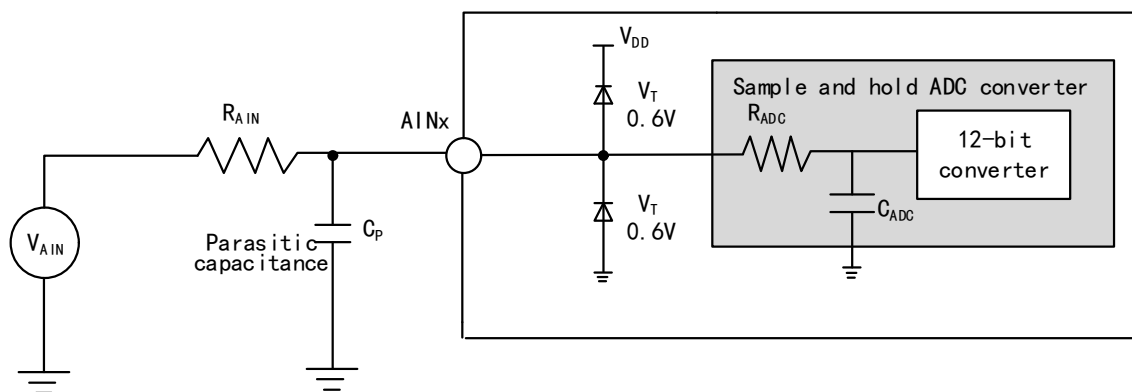 V_DD
Sample and hold ADC converter
V_T
0.6V
R_AIN
AINx
R_ADC
12-bit
converter
V_T
0.6V
C_ADC
C_P
V_AIN
Parasitic
capacitance